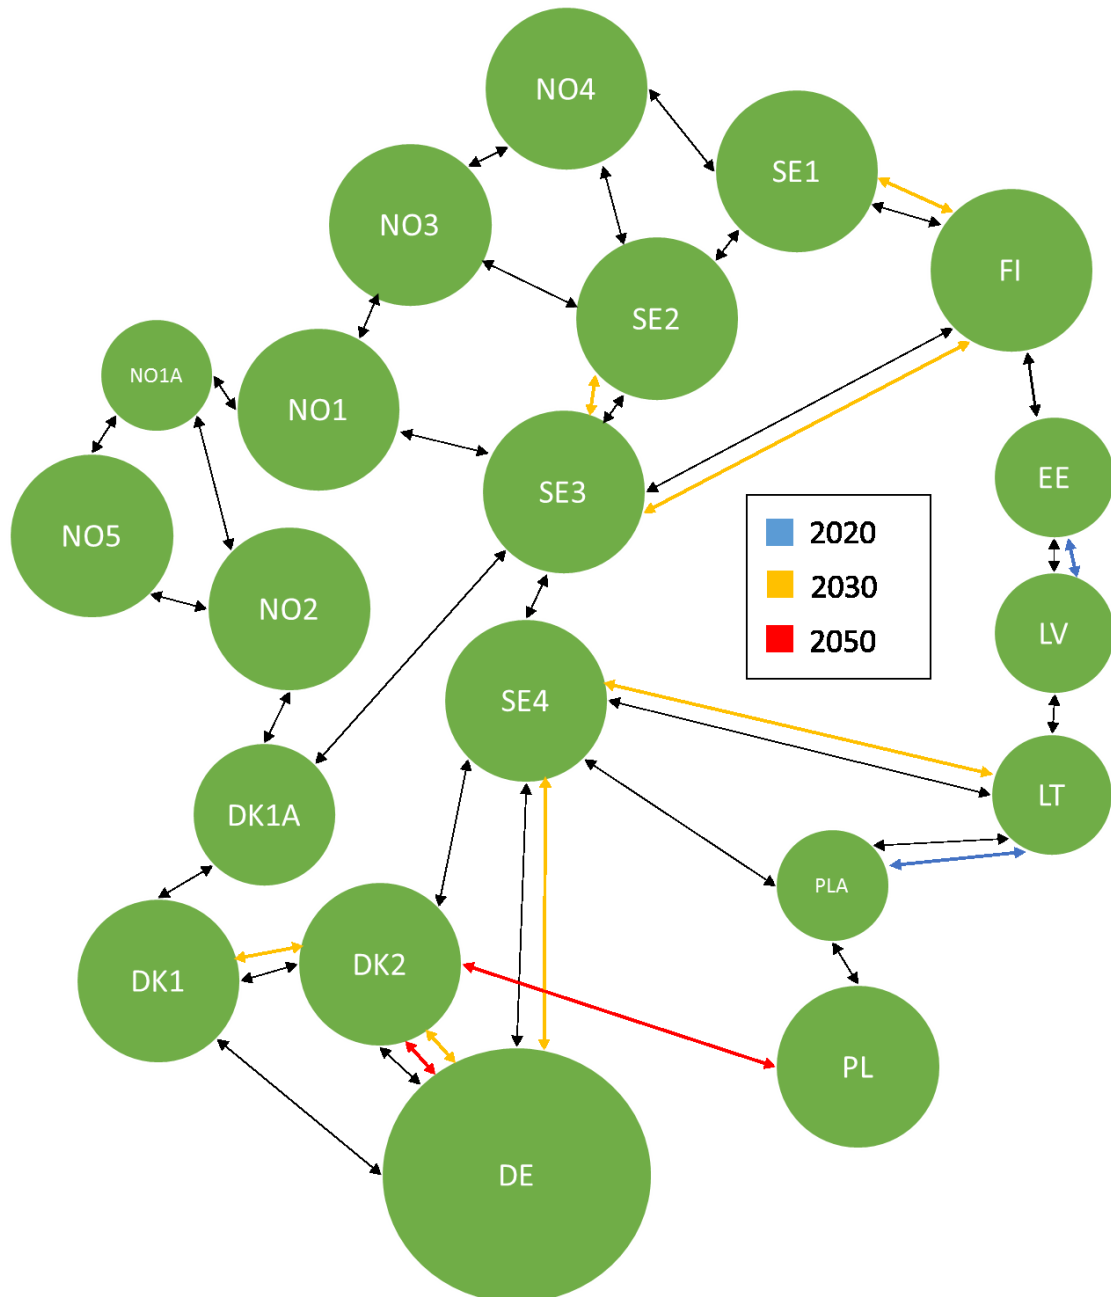 NO4
SE1
NO3
FI
SE2
NO1A
NO1
EE
SE3
NO5
2020
2030
2050
NO2
LV
SE4
LT
DK1A
PLA
DK2
DK1
PL
DE